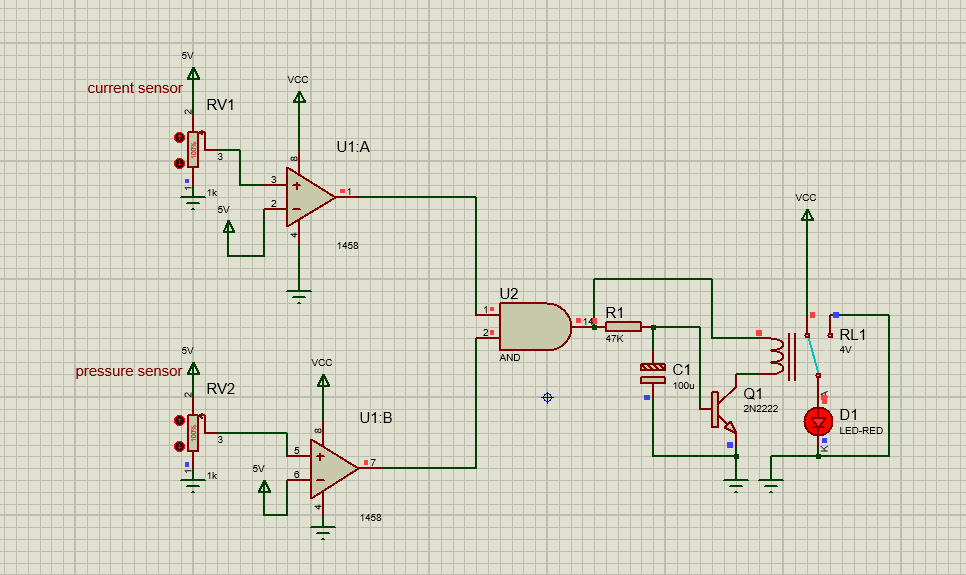 5V
current sensor
RV1
2
100%
3
1
1k
VCC
U1:A
8
3
2
1
4
1458
5V
5V
pressure sensor
RV2
2
100%
3
1
1k
VCC
U1:B
8
5
6
7
4
1458
5V
U2
1
2
14
AND
R1
47K
C1
100u
Q1
2N2222
VCC
RL1
4V
A
D1
LED-RED
K